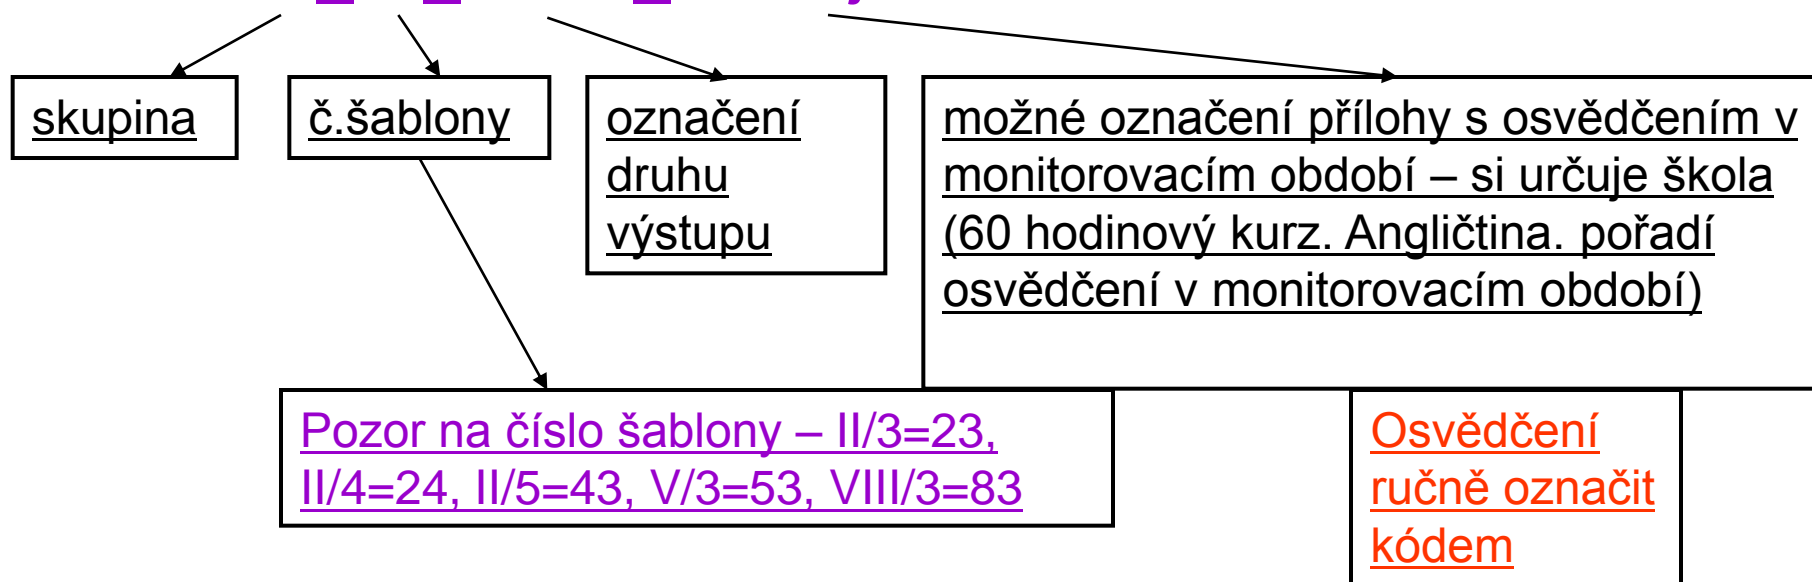 skupina
č.šablony
označení
druhu
výstupu
možné označení přílohy s osvědčením v
monitorovacím období – si určuje škola
(60 hodinový kurz. Angličtina. pořadí
osvědčení v monitorovacím období)
Pozor na číslo šablony – II/3=23,
II/4=24, II/5=43, V/3=53, VIII/3=83
Osvědčení
ručně označit
kódem